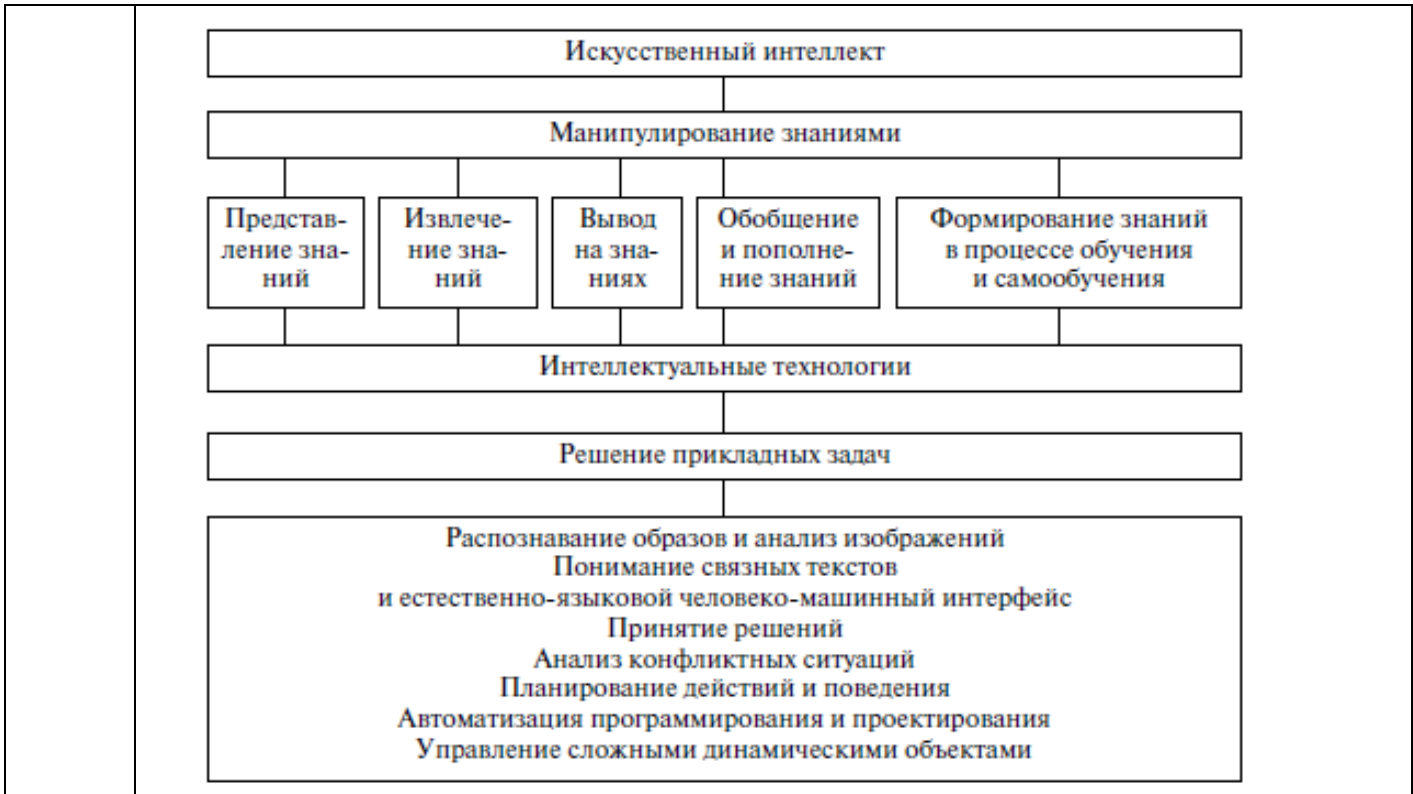 Искусственный интеллект
Манипулирование знаниями
Представ-
ление зна-
ний
Извлече-
ние зна-
ний
Вывод
на зна-
ниях
Обобщение
и пополне-
ние знаний
Формирование знаний
в процессе обучения
и самообучения
Интеллектуальные технологии
Решение прикладных задач
Распознавание образов и анализ изображений
Понимание связных текстов
и естественно-языковой человеко-машинный интерфейс
Принятие решений
Анализ конфликтных ситуаций
Планирование действий и поведения
Автоматизация программирования и проектирования
Управление сложными динамическими объектами